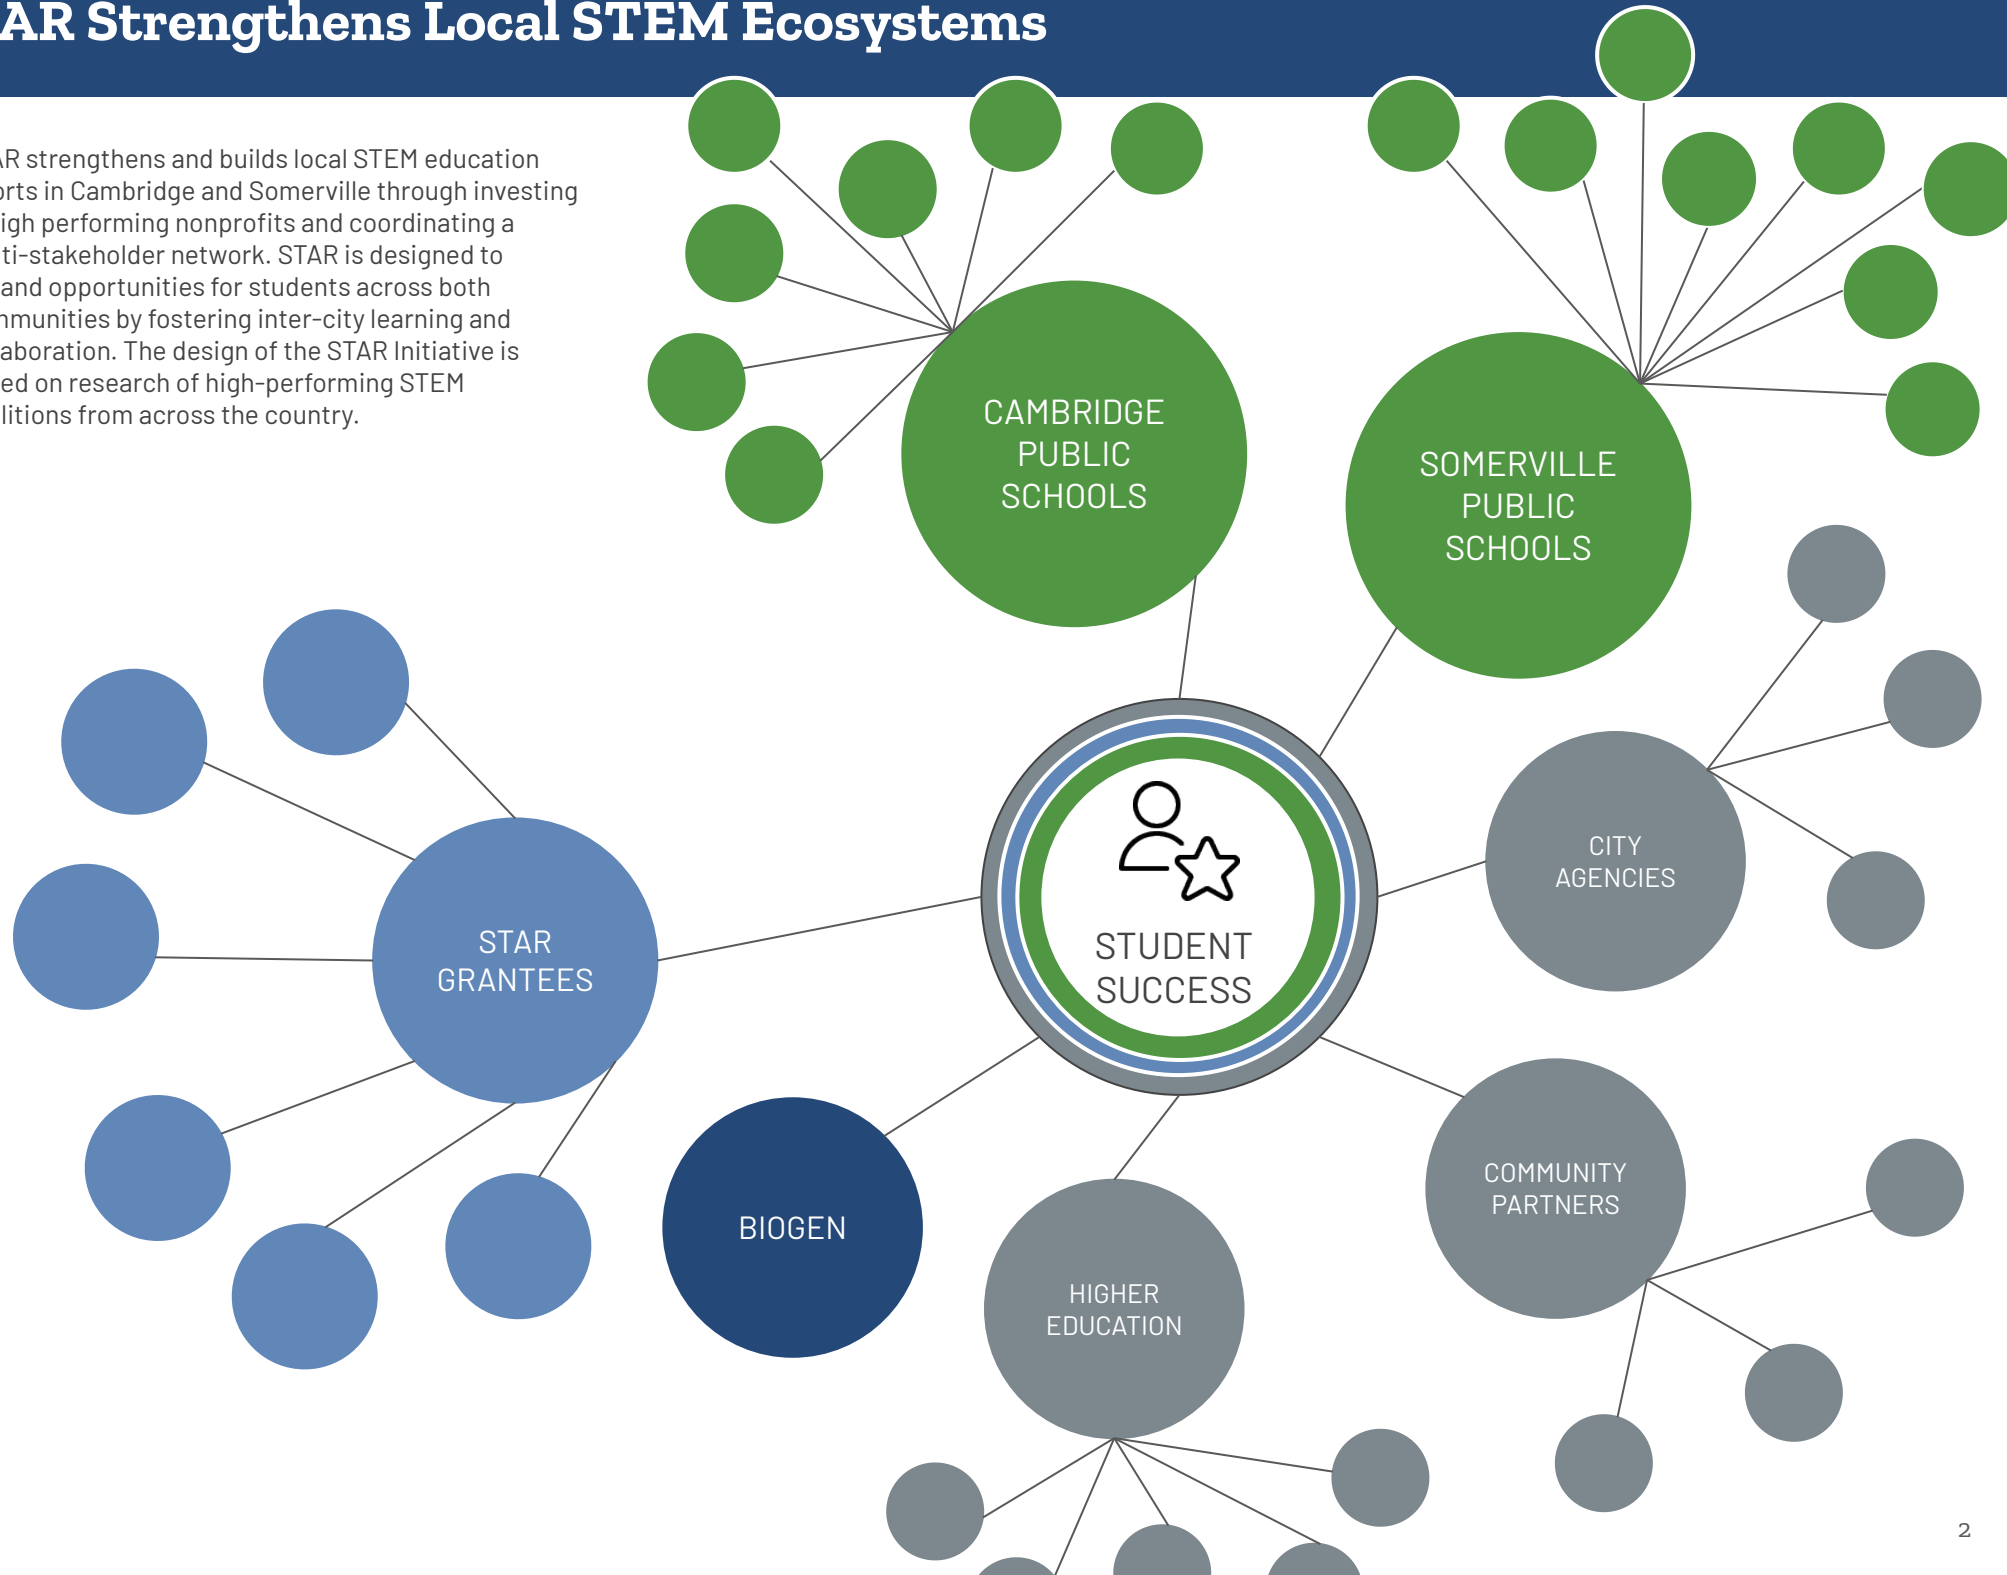 AR Strengthens Local STEM Ecosystems
AR strengthens and builds local STEM education
orts in Cambridge and Somerville through investing
igh performing nonprofits and coordinating a
ti-stakeholder network. STAR is designed to
and opportunities for students across both
nmunities by fostering inter-city learning and
aboration. The design of the STAR Initiative is
ed on research of high-performing STEM
litions from across the country.
CAMBRIDGE
PUBLIC
SCHOOLS
SOMERVILLE
PUBLIC
SCHOOLS
CITY
AGENCIES
STAR
GRANTEES
STUDENT
SUCCESS
COMMUNITY
PARTNERS
BIOGEN
HIGHER
EDUCATION
2